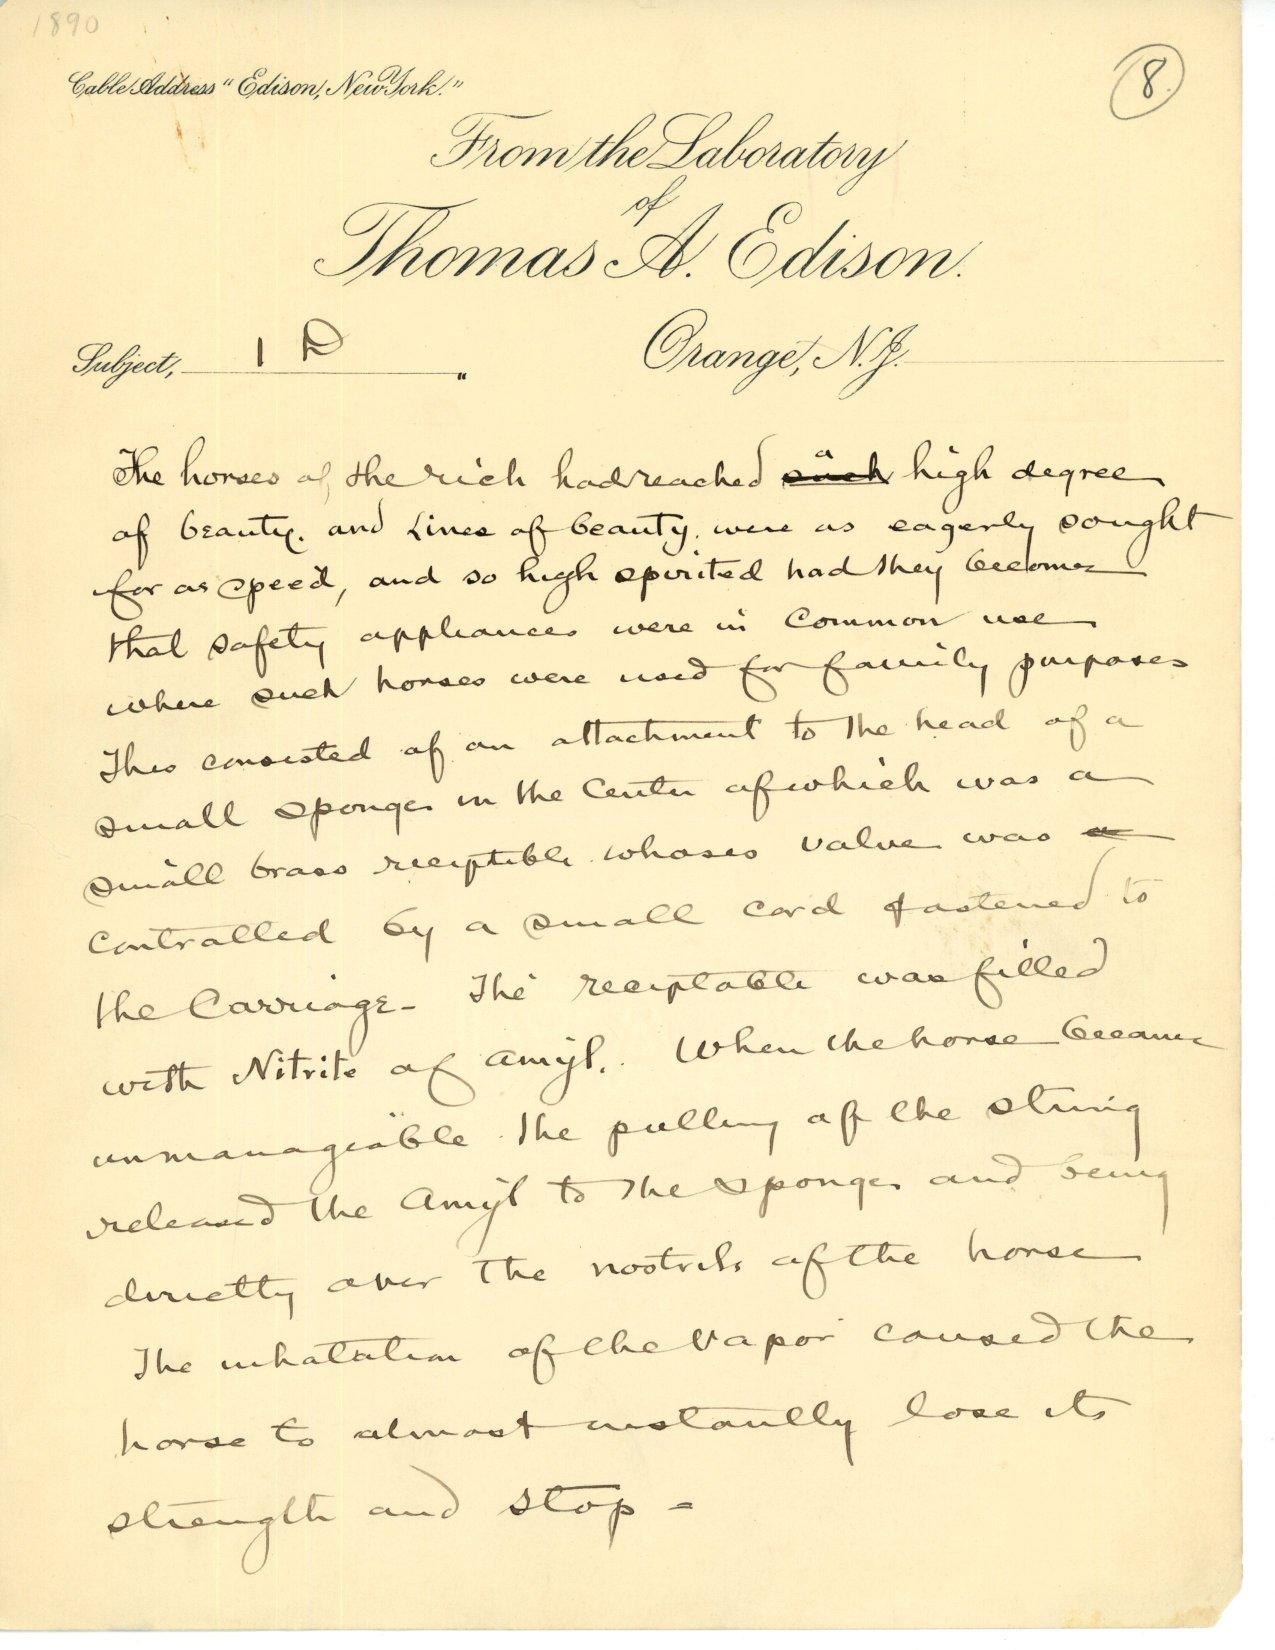 1890
8
Cable Address "Edison, New York."
From the Laboratory
of
Thomas A. Edison.
Subject, 1 D "
Orange, N.J.
The horses of the rich had reached such a high degree
of beauty. and Lines of beauty. were as eagerly sought
for as speed, and so high spirited had they become
that safety appliances were in common use
where such horses were used for family purposes
This consisted of an attachment to the head of a
small sponge in the Center of which was a
small brass receiptible whoses valve was a
controlled by a small cord fastened to
the Carriage- The receiptable was filled
with Nitrite of Amyl. When the horse became
unmanagiable the pulling of the string
released the Amyl to the sponge and being
directly over the nostrils of the horse
The inhalation of the vapor caused the
horse to almost instantly lose its
strength and stop -